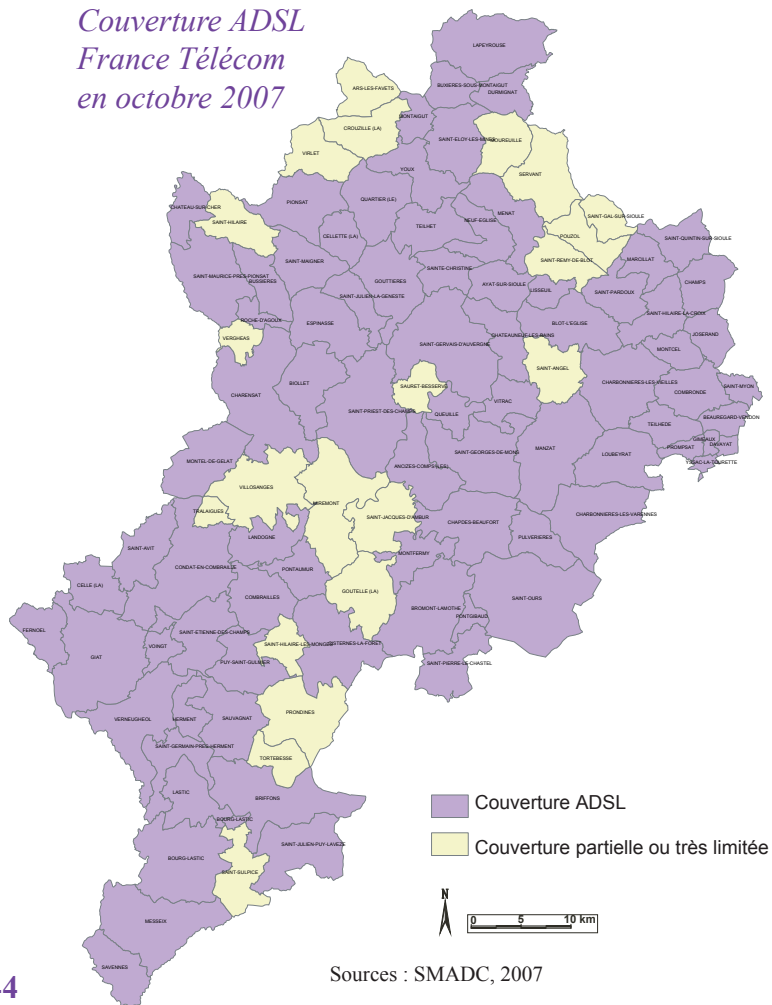 Couverture ADSL
France Télécom
en octobre 2007
LAPEYROUSE
BUXIERES-SOUS-MONTAIGUT
DURMIGNAT
ARS-LES-FAVETS
MONTAIGUT
CROUZILLE (LA)
SAINT-ELOY-LES-MINES
MOUREUILLE
VIRLET
YOUX
SERVANT
PIONSAT
QUARTIER (LE)
CHATEAU-SUR-CHER
SAINT-HILAIRE
MENAT
NEUF-EGLISE
SAINT-GAL-SUR-SIOULE
TEILHET
CELLETTE (LA)
POUZOL
SAINT-QUINTIN-SUR-SIOULE
SAINT-MAIGNER
SAINT-REMY-DE-BLOT
MARCILLAT
SAINTE-CHRISTINE
SAINT-MAURICE-PRES-PIONSAT
BUSSIERES
GOUTTIERES
AYAT-SUR-SIOULE
LISSEUIL
SAINT-PARDOUX
CHAMPS
SAINT-JULIEN-LA-GENESTE
SAINT-HILAIRE-LA-CROIX
ROCHE-D'AGOUX
ESPINASSE
BLOT-L'EGLISE
CHATEAUNEUF-LES-BAINS
JOSERAND
VERGHEAS
SAINT-GERVAIS-D'AUVERGNE
MONTCEL
SAINT-ANGEL
BIOLLET
CHARBONNIERES-LES-VIEILLES
SAINT-MYON
SAURET-BESSERVE
COMBRONDE
CHARENSAT
VITRAC
SAINT-PRIEST-DES-CHAMPS
QUEUILLE
BEAUREGARD-VENDON
TEILHEDE
GIMEAUX
DAVAYAT
PROMPSAT
MANZAT
SAINT-GEORGES-DE-MONS
LOUBEYRAT
YSSAC-LA-TOURETTE
MONTEL-DE-GELAT
ANCIZES-COMPS (LES)
VILLOSANGES
MIREMONT
TRALAIGUES
SAINT-JACQUES-D'AMBUR
CHARBONNIERES-LES-VARENNES
CHAPDES-BEAUFORT
LANDOGNE
PULVERIERES
SAINT-AVIT
MONTFERMY
CONDAT-EN-COMBRAILLE
PONTAUMUR
CELLE (LA)
GOUTELLE (LA)
COMBRAILLES
SAINT-OURS
BROMONT-LAMOTHE
PONTGIBAUD
FERNOEL
SAINT-ETIENNE-DES-CHAMPS
SAINT-HILAIRE-LES-MONGES
CISTERNES-LA-FORET
VOINGT
GIAT
PUY-SAINT-GULMIER
SAINT-PIERRE-LE-CHASTEL
PRONDINES
VERNEUGHEOL
HERMENT
SAUVAGNAT
SAINT-GERMAIN-PRES-HERMENT
TORTEBESSE
LASTIC
BRIFFONS
Couverture ADSL
BOURG-LASTIC
SAINT-JULIEN-PUY-LAVEZE
Couverture partielle ou très limitée
BOURG-LASTIC
SAINT-SULPICE
N
0 5 10 km
MESSEIX
SAVENNES
Sources : SMADC, 2007